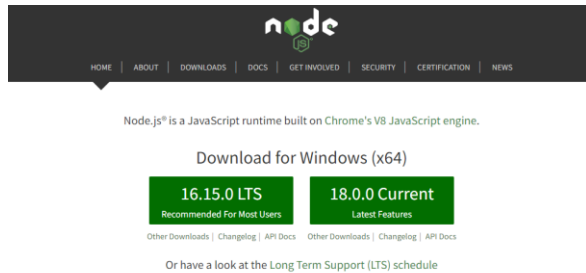 node
JS
HOME | ABOUT | DOWNLOADS | DOCS | GET INVOLVED | SECURITY | CERTIFICATION | NEWS
Node.js® is a JavaScript runtime built on Chrome's V8 JavaScript engine.
Download for Windows (x64)
16.15.0 LTS
Recommended For Most Users
18.0.0 Current
Latest Features
Other Downloads | Changelog | API Docs
Other Downloads | Changelog | API Docs
Or have a look at the Long Term Support (LTS) schedule